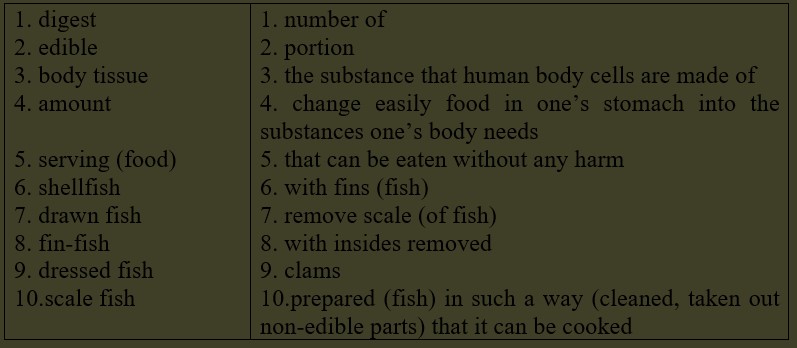 1. digest
2. edible
3. body tissue
4. amount
5. serving (food)
6. shellfish
7. drawn fish
8. fin-fish
9. dressed fish
10.scale fish
1. number of
2. portion
3. the substance that human body cells are made of
4. change easily food in one’s stomach into the
substances one’s body needs
5. that can be eaten without any harm
6. with fins (fish)
7. remove scale (of fish)
8. with insides removed
9. clams
10.prepared (fish) in such a way (cleaned, taken out
non-edible parts) that it can be cooked